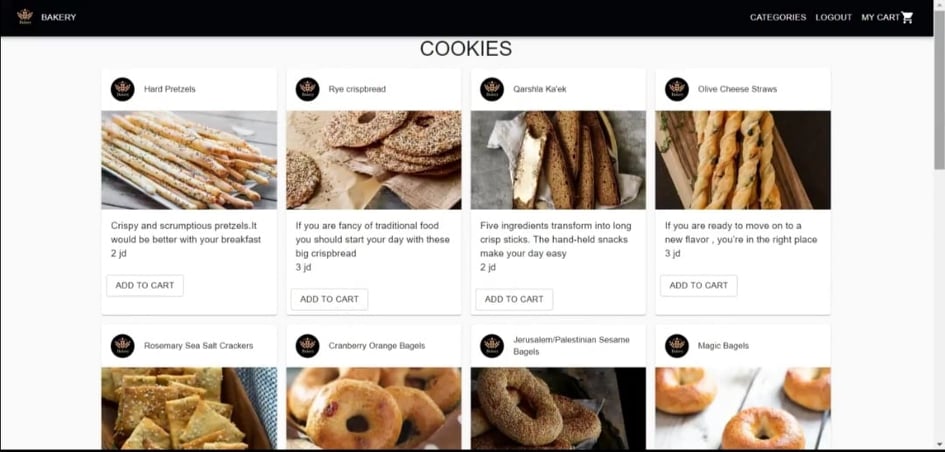 BAKERY
CATEGORIES LOGOUT MY CART
COOKIES
Hard Pretzels
Crispy and scrumptious pretzels.It
would be better with your breakfast
2 jd
ADD TO CART
Rye crispbread
If you are fancy of traditional food
you should start your day with these
big crispbread
3 jd
ADD TO CART
Qarshla Ka'ek
Five ingredients transform into long
crisp sticks. The hand-held snacks
make your day easy
2 jd
ADD TO CART
Olive Cheese Straws
If you are ready to move on to a
new flavor , you're in the right place
3 jd
ADD TO CART
Rosemary Sea Salt Crackers
Cranberry Orange Bagels
Jerusalem/Palestinian Sesame
Bagels
Magic Bagels